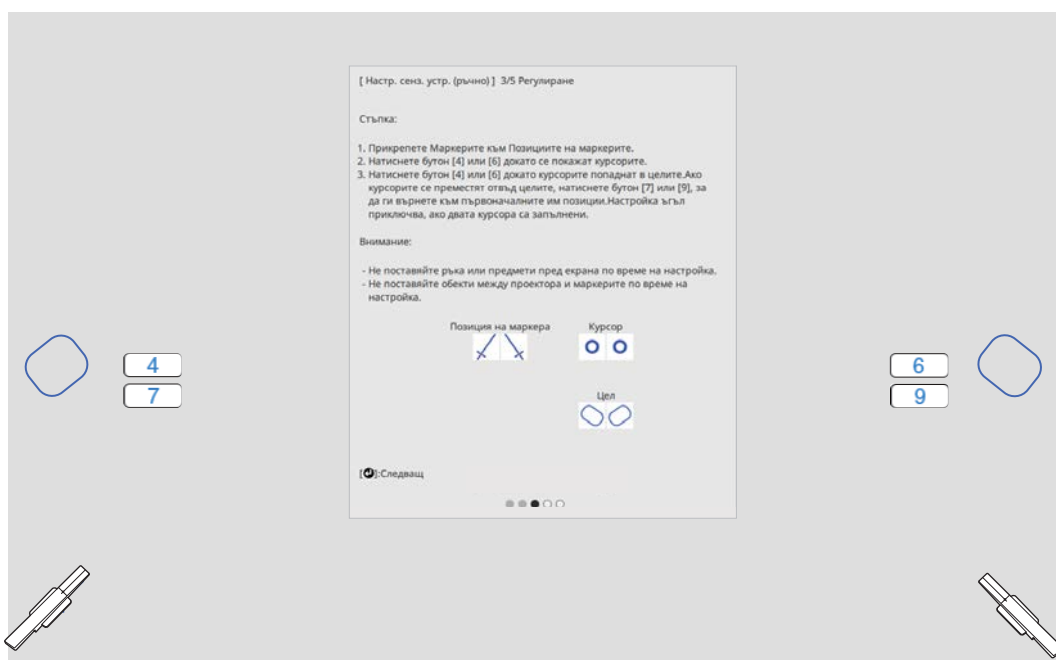 [ Настр. сенз. устр. (ръчно) ] 3/5 Регулиране
Стъпка:
1. Прикрепете Маркерите към Позициите на маркерите.
2. Натиснете бутон [4] или [6] докато се покажат курсорите.
3. Натиснете бутон [4] или [6] докато курсорите попаднат в целите.Ако
курсорите се преместят отвъд целите, натиснете бутон [7] или [9], за
да ги върнете към първоначалните им позиции.Настройка ъгъл
приключва, ако двата курсора са запълнени.
Внимание:
- Не поставяйте ръка или предмети пред екрана по време на настройка.
- Не поставяйте обекти между проектора и маркерите по време на
настройка.
Позиция на маркера Курсор
4
6
7
9
Цел
[ ]:Следващ